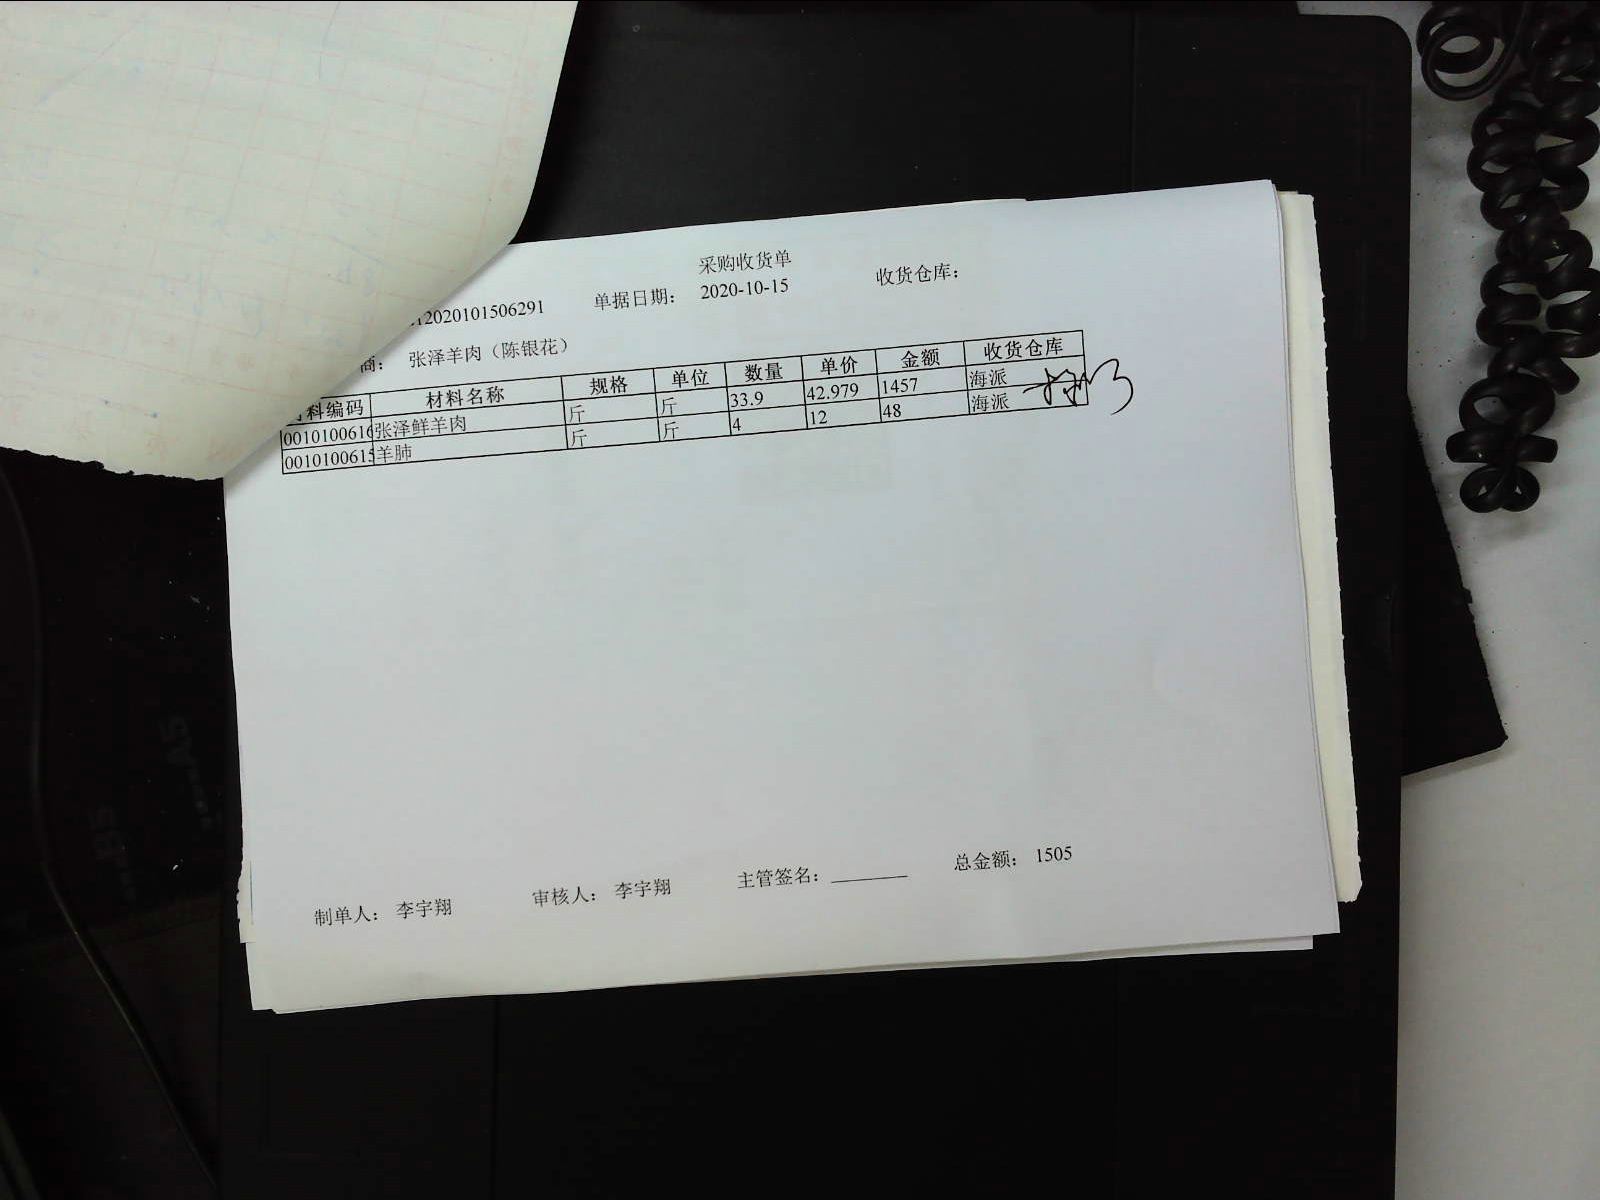 采购收货单
12020101506291 单据日期: 2020-10-15 收货仓库:
商: 张泽羊肉（陈银花）
料编码 材料名称 规格 单位 数量 单价 金额 收货仓库
0010100616 张泽鲜羊肉 斤 斤 33.9 42.979 1457 海派
0010100615 羊肺 斤 斤 4 12 48 海派
制单人: 李宇翔 审核人: 李宇翔 主管签名: 总金额: 1505